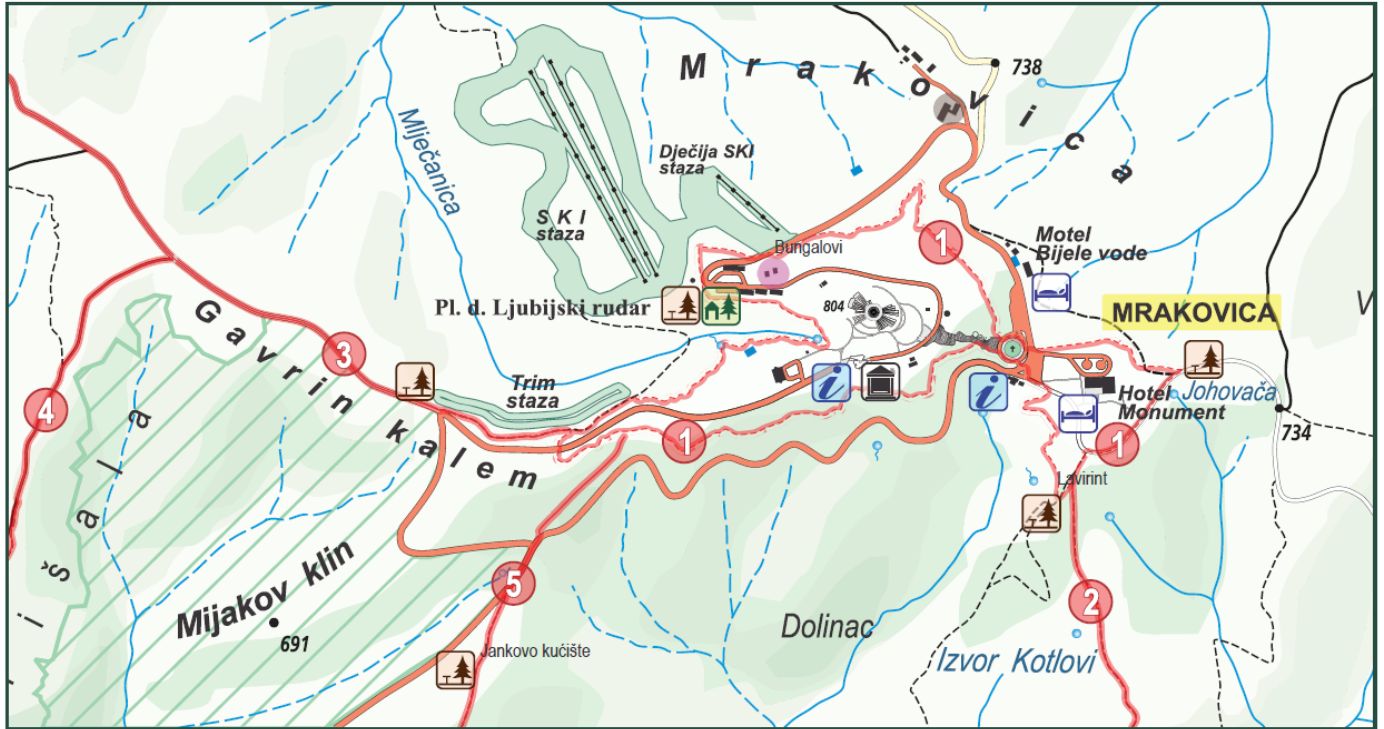 Mrakovica
738
Mlječanica
Dječija SKI
staza
SKI
staza
Bungalovi
1
Motel
Bijele vode
Pl. d. Ljubijski rudar
804
MRAKOVICA
Gavrin kalem
3
Trim
staza
i
i
Johovača
Hotel
Monument
4
1
1
734
Lavirint
išala
Mijakov klin
691
5
2
Dolinac
Jankovo kućište
Izvor Kotlovi
V